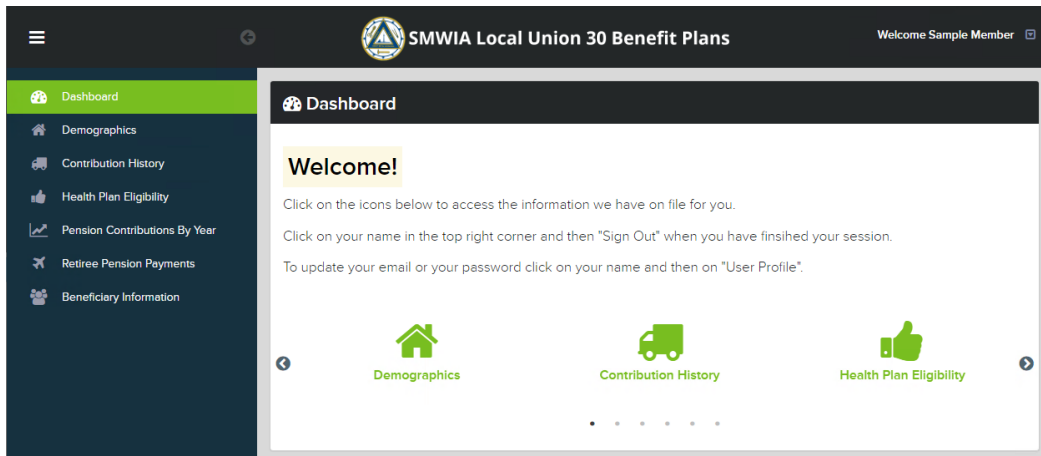 SMWIA Local Union 30 Benefit Plans
Welcome Sample Member
Dashboard
Demographics
Contribution History
Health Plan Eligibility
Pension Contributions By Year
Retiree Pension Payments
Beneficiary Information
Dashboard
Welcome!
Click on the icons below to access the information we have on file for you.
Click on your name in the top right corner and then "Sign Out" when you have finsihed your session.
To update your email or your password click on your name and then on "User Profile".
Demographics
Contribution History
Health Plan Eligibility